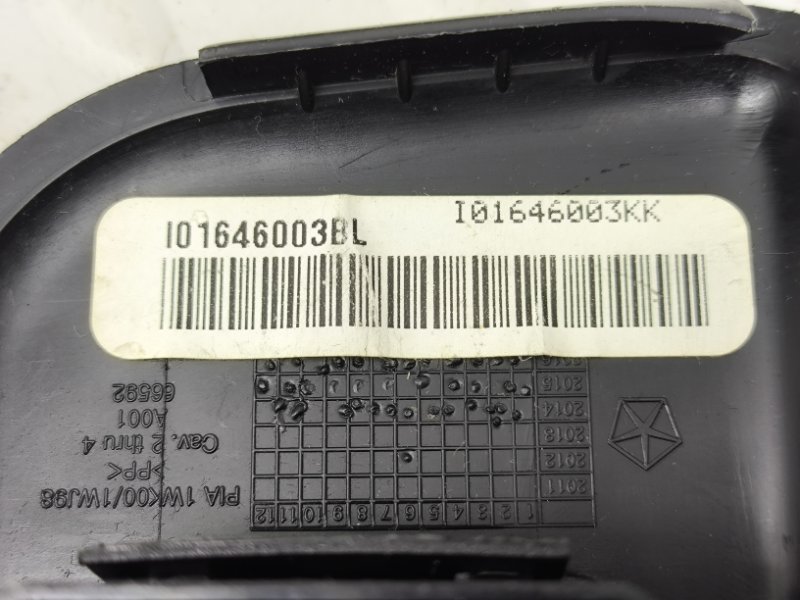 I01646003BL
I01646003KK
PIA 1WK00/1WJ98
>PP<
Cav. 2 thru 4
A001
66592
1 2 3 4 5 6 7 8 9 10 11 12
2011
2012
2013
2014
2015